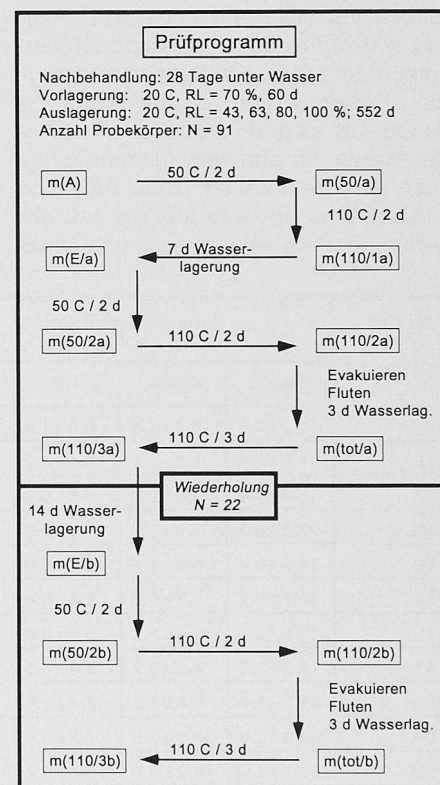 Prüfprogramm
Nachbehandlung: 28 Tage unter Wasser
Vorlagerung: 20 C, RL = 70 %, 60 d
Auslagerung: 20 C, RL = 43, 63, 80, 100 %; 552 d
Anzahl Probekörper: N = 91
m(A)
50 C / 2 d
m(50/a)
110 C / 2 d
m(E/a)
7 d Wasser-
lagerung
m(110/1a)
50 C / 2 d
m(50/2a)
110 C / 2 d
m(110/2a)
Evakuieren
Fluten
3 d Wasserlag.
m(110/3a)
110 C / 3 d
m(tot/a)
Wiederholung
N = 22
14 d Wasser-
lagerung
m(E/b)
50 C / 2 d
m(50/2b)
110 C / 2 d
m(110/2b)
Evakuieren
Fluten
3 d Wasserlag.
m(110/3b)
110 C / 3 d
m(tot/b)